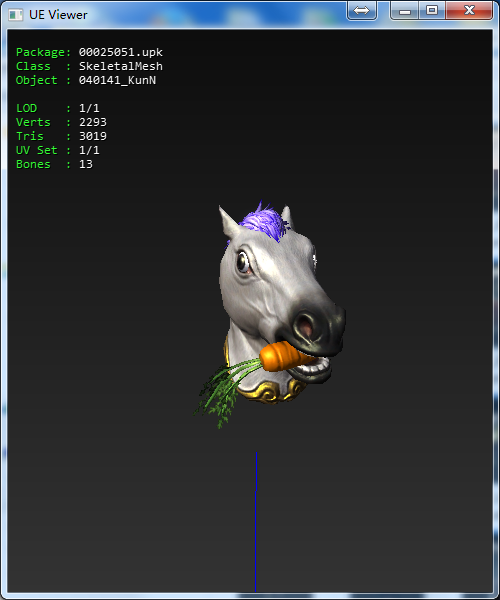 UE Viewer
Package: 00025051.upk
Class  : SkeletalMesh
Object : 040141_KunN
LOD    : 1/1
Verts  : 2293
Tris   : 3019
UV Set : 1/1
Bones  : 13